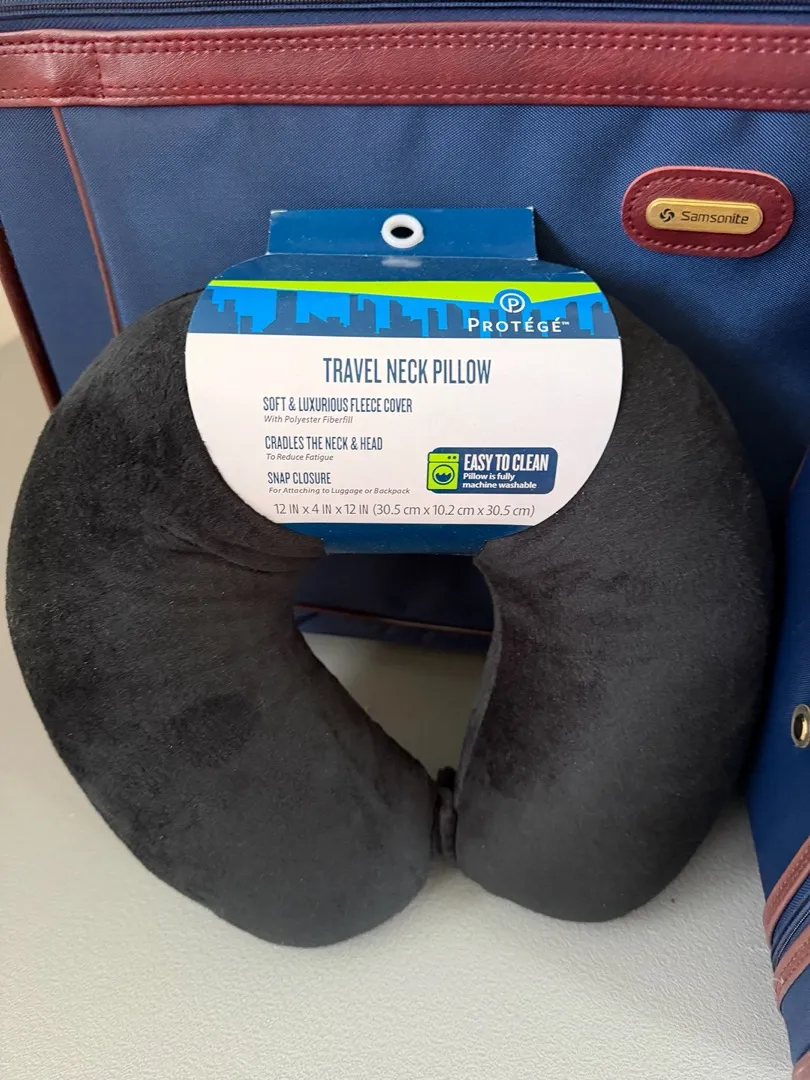 Samsonite
P
PROTÉGÉ™
TRAVEL NECK PILLOW
SOFT & LUXURIOUS FLEECE COVER
With Polyester Fiberfill
CRADLES THE NECK & HEAD
To Reduce Fatigue
SNAP CLOSURE
For Attaching to Luggage or Backpack
EASY TO CLEAN
Pillow is fully
machine washable
12 IN x 4 IN x 12 IN (30.5 cm x 10.2 cm x 30.5 cm)